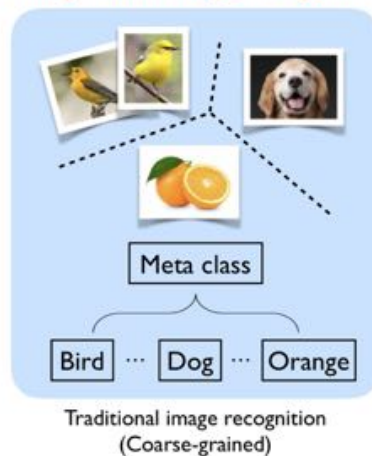 Meta class
Bird ... Dog ... Orange
Traditional image recognition
(Coarse-grained)